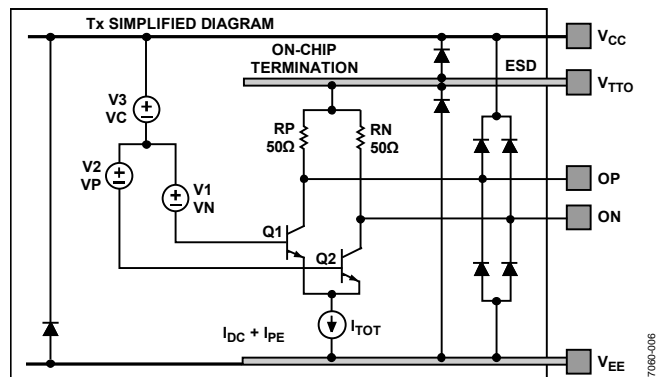 Tx SIMPLIFIED DIAGRAM
VCC
ON-CHIP
TERMINATION
ESD
VTTO
V3
VC
RP
50Ω
RN
50Ω
V2
VP
V1
VN
OP
ON
Q1
Q2
IDC + IPE
ITOT
VEE
7060-006